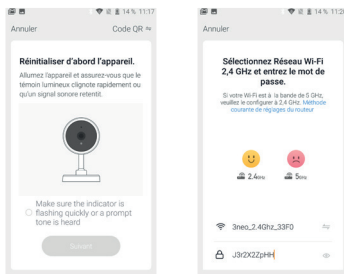 14 % 11:17
Annuler
Code QR
Réinitialiser d'abord l'appareil.
Allumez l'appareil et assurez-vous que le
témoin lumineux clignote rapidement ou
qu'un signal sonore retentit.
Make sure the indicator is
flashing quickly or a prompt
tone is heard
Suivant
14 % 11:20
Annuler
Sélectionnez Réseau Wi-Fi
2,4 GHz et entrez le mot de
passe.
Si votre Wi-Fi est à la bande de 5 GHz,
veuillez le configurer à 2,4 GHz. Méthode
courante de réglages du routeur
2.4GHz
5GHz
3neo_2.4Ghz_33F0
J3r2X2ZpHH